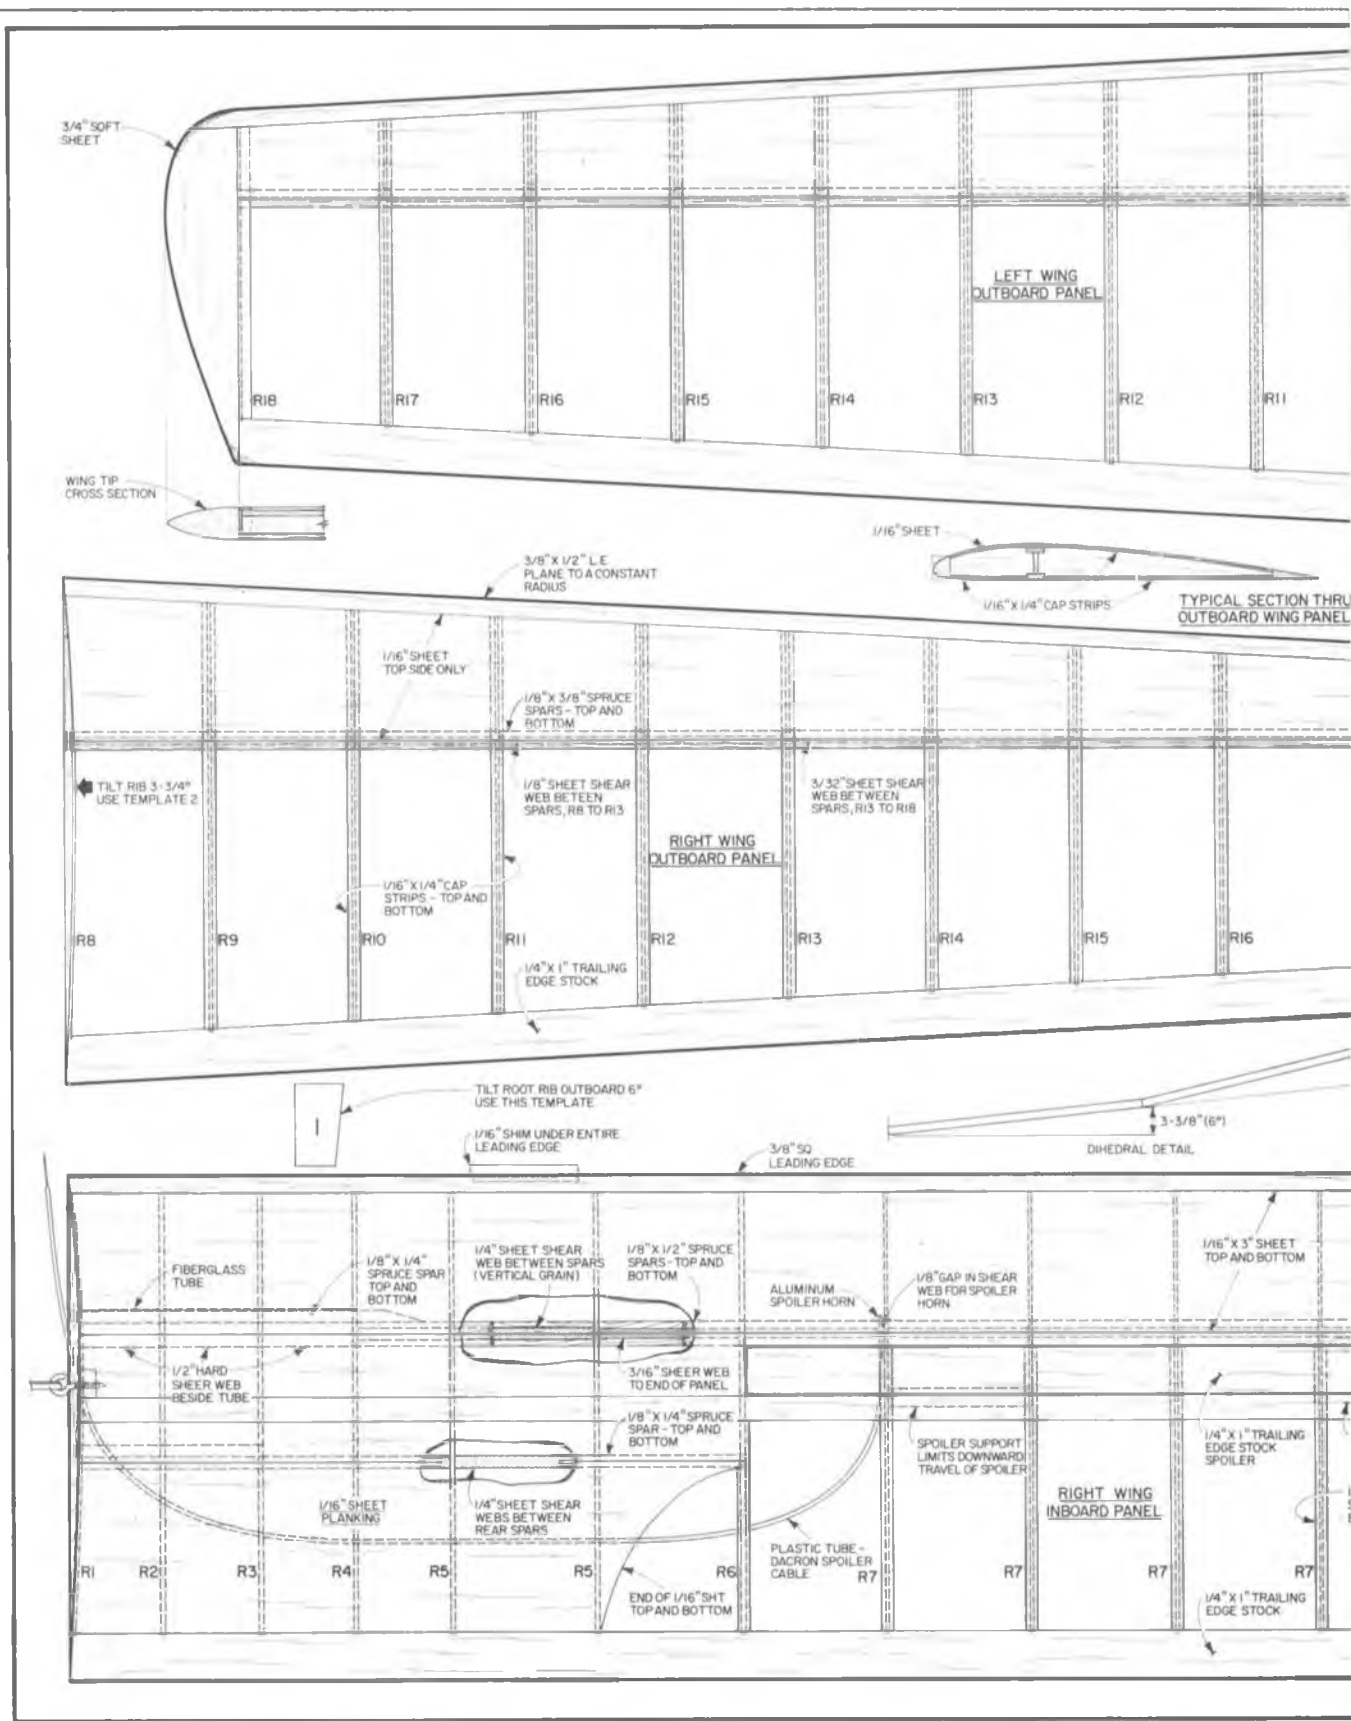 3/4" SOFT
SHEET
LEFT WING
OUTBOARD PANEL
R18
R17
R16
R15
R14
R13
R12
R11
WING TIP
CROSS SECTION
1/16" SHEET
1/16" X 1/4" CAP STRIPS
TYPICAL SECTION THRU
OUTBOARD WING PANEL
3/8" X 1/2" L.E
PLANE TO A CONSTANT
RADIUS
1/16" SHEET
TOP SIDE ONLY
1/8" X 3/8" SPRUCE
SPARS - TOP AND
BOTTOM
TILT RIB 3-3/4°
USE TEMPLATE 2
1/8" SHEET SHEAR
WEB BETEEN
SPARS, R8 TO R13
3/32" SHEET SHEAR
WEB BETWEEN
SPARS, R13 TO R18
RIGHT WING
OUTBOARD PANEL
1/16" X 1/4" CAP
STRIPS - TOP AND
BOTTOM
R8
R9
R10
R11
R12
R13
R14
R15
R16
1/4" X 1" TRAILING
EDGE STOCK
1
TILT ROOT RIB OUTBOARD 6°
USE THIS TEMPLATE
3-3/8" (6°)
DIHEDRAL DETAIL
1/16" SHIM UNDER ENTIRE
LEADING EDGE
3/8" SQ
LEADING EDGE
FIBERGLASS
TUBE
1/8" X 1/4"
SPRUCE SPAR
TOP AND
BOTTOM
1/4" SHEET SHEAR
WEB BETWEEN SPARS
(VERTICAL GRAIN)
1/8" X 1/2" SPRUCE
SPARS - TOP AND
BOTTOM
ALUMINUM
SPOILER HORN
1/8" GAP IN SHEAR
WEB FOR SPOILER
HORN
1/16" X 3" SHEET
TOP AND BOTTOM
1/2" HARD
SHEER WEB
BESIDE TUBE
3/16" SHEER WEB
TO END OF PANEL
1/8" X 1/4" SPRUCE
SPAR - TOP AND
BOTTOM
SPOILER SUPPORT
LIMITS DOWNWARD
TRAVEL OF SPOILER
1/4" X 1" TRAILING
EDGE STOCK
SPOILER
1/16" SHEET
PLANKING
1/4" SHEET SHEAR
WEBS BETWEEN
REAR SPARS
RIGHT WING
INBOARD PANEL
PLASTIC TUBE -
DACRON SPOILER
CABLE
R1
R2
R3
R4
R5
R5
R6
R7
R7
R7
R7
END OF 1/16" SHT
TOP AND BOTTOM
1/4" X 1" TRAILING
EDGE STOCK